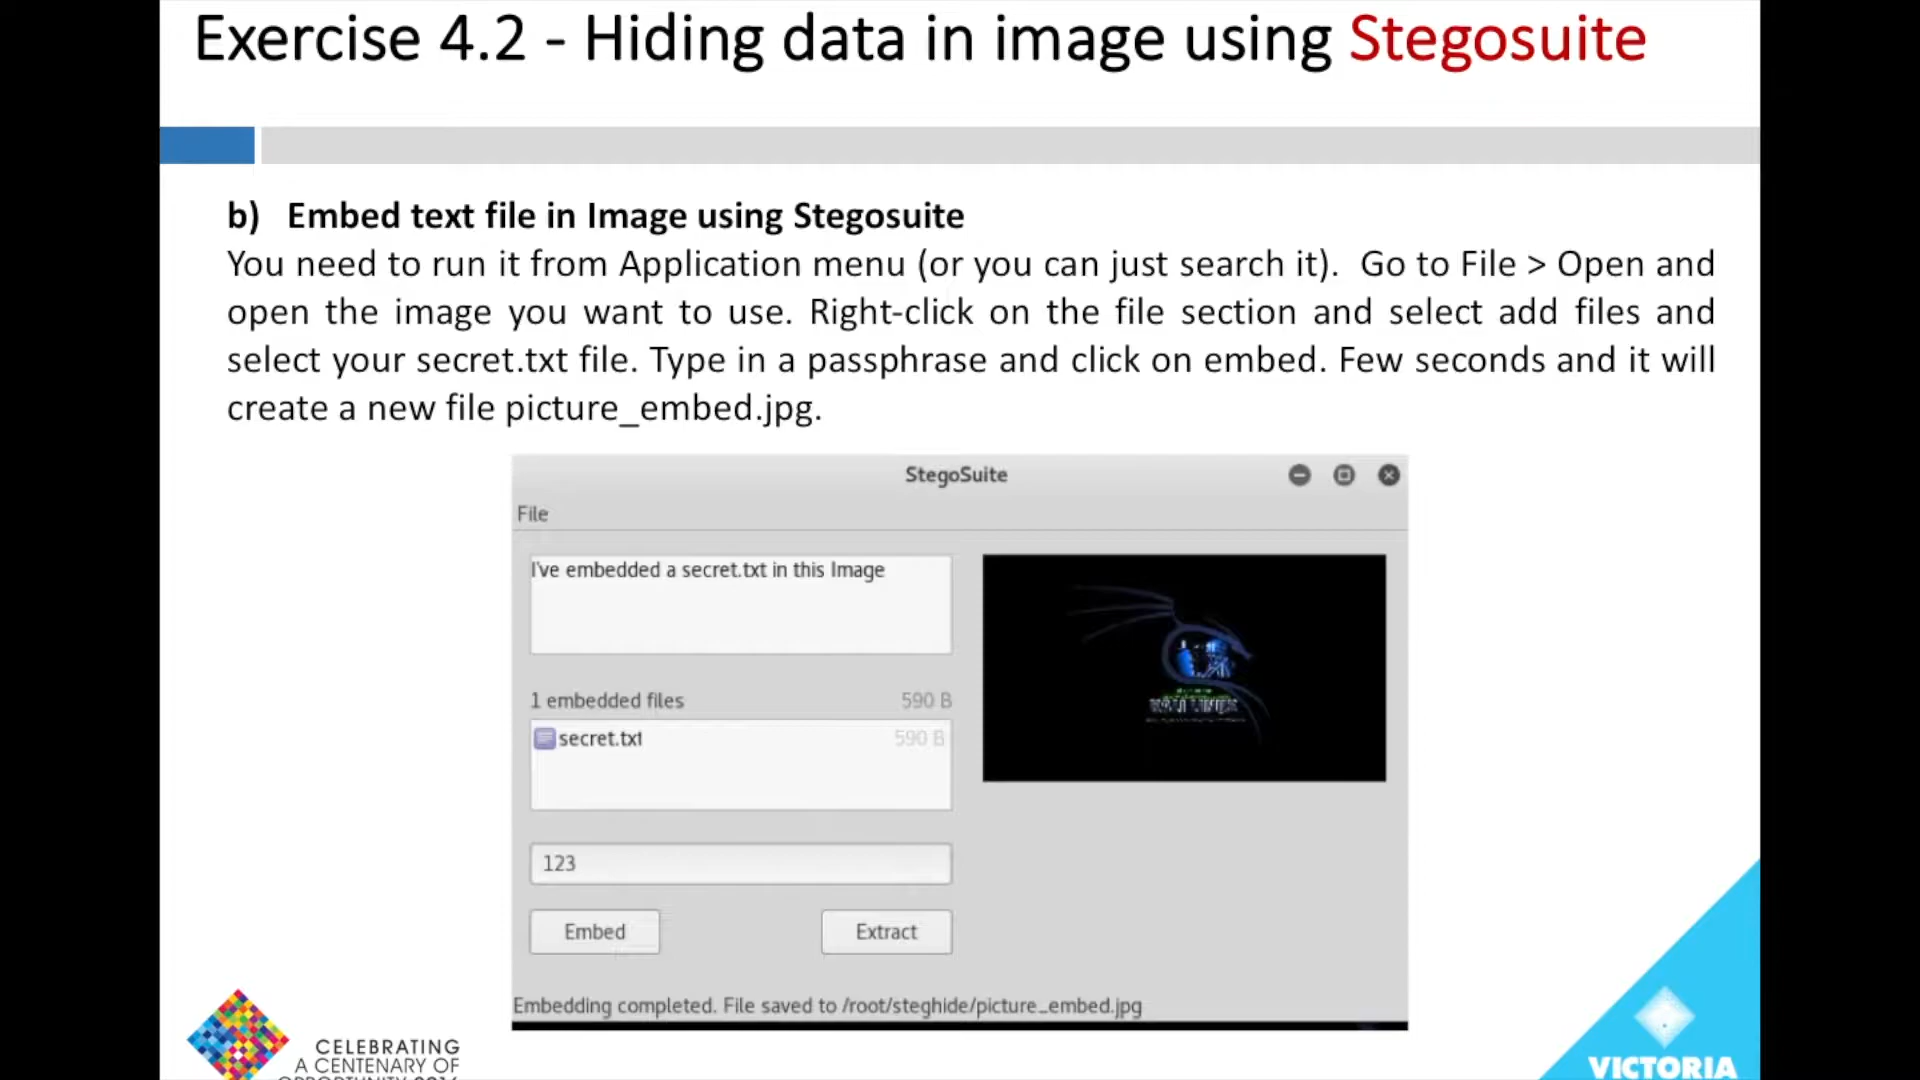 Exercise 4.2 - Hiding data in image using Stegosuite
b) Embed text file in Image using Stegosuite
You need to run it from Application menu (or you can just search it). Go to File > Open and
open the image you want to use. Right-click on the file section and select add files and
select your secret.txt file. Type in a passphrase and click on embed. Few seconds and it will
create a new file picture_embed.jpg.
StegoSuite
File
I've embedded a secret.txt in this Image
1 embedded files 590 B
secret.txt 590 B
KALI LINUX
123
Embed Extract
Embedding completed. File saved to /root/steghide/picture_embed.jpg
CELEBRATING
A CENTENARY OF
VICTORIA